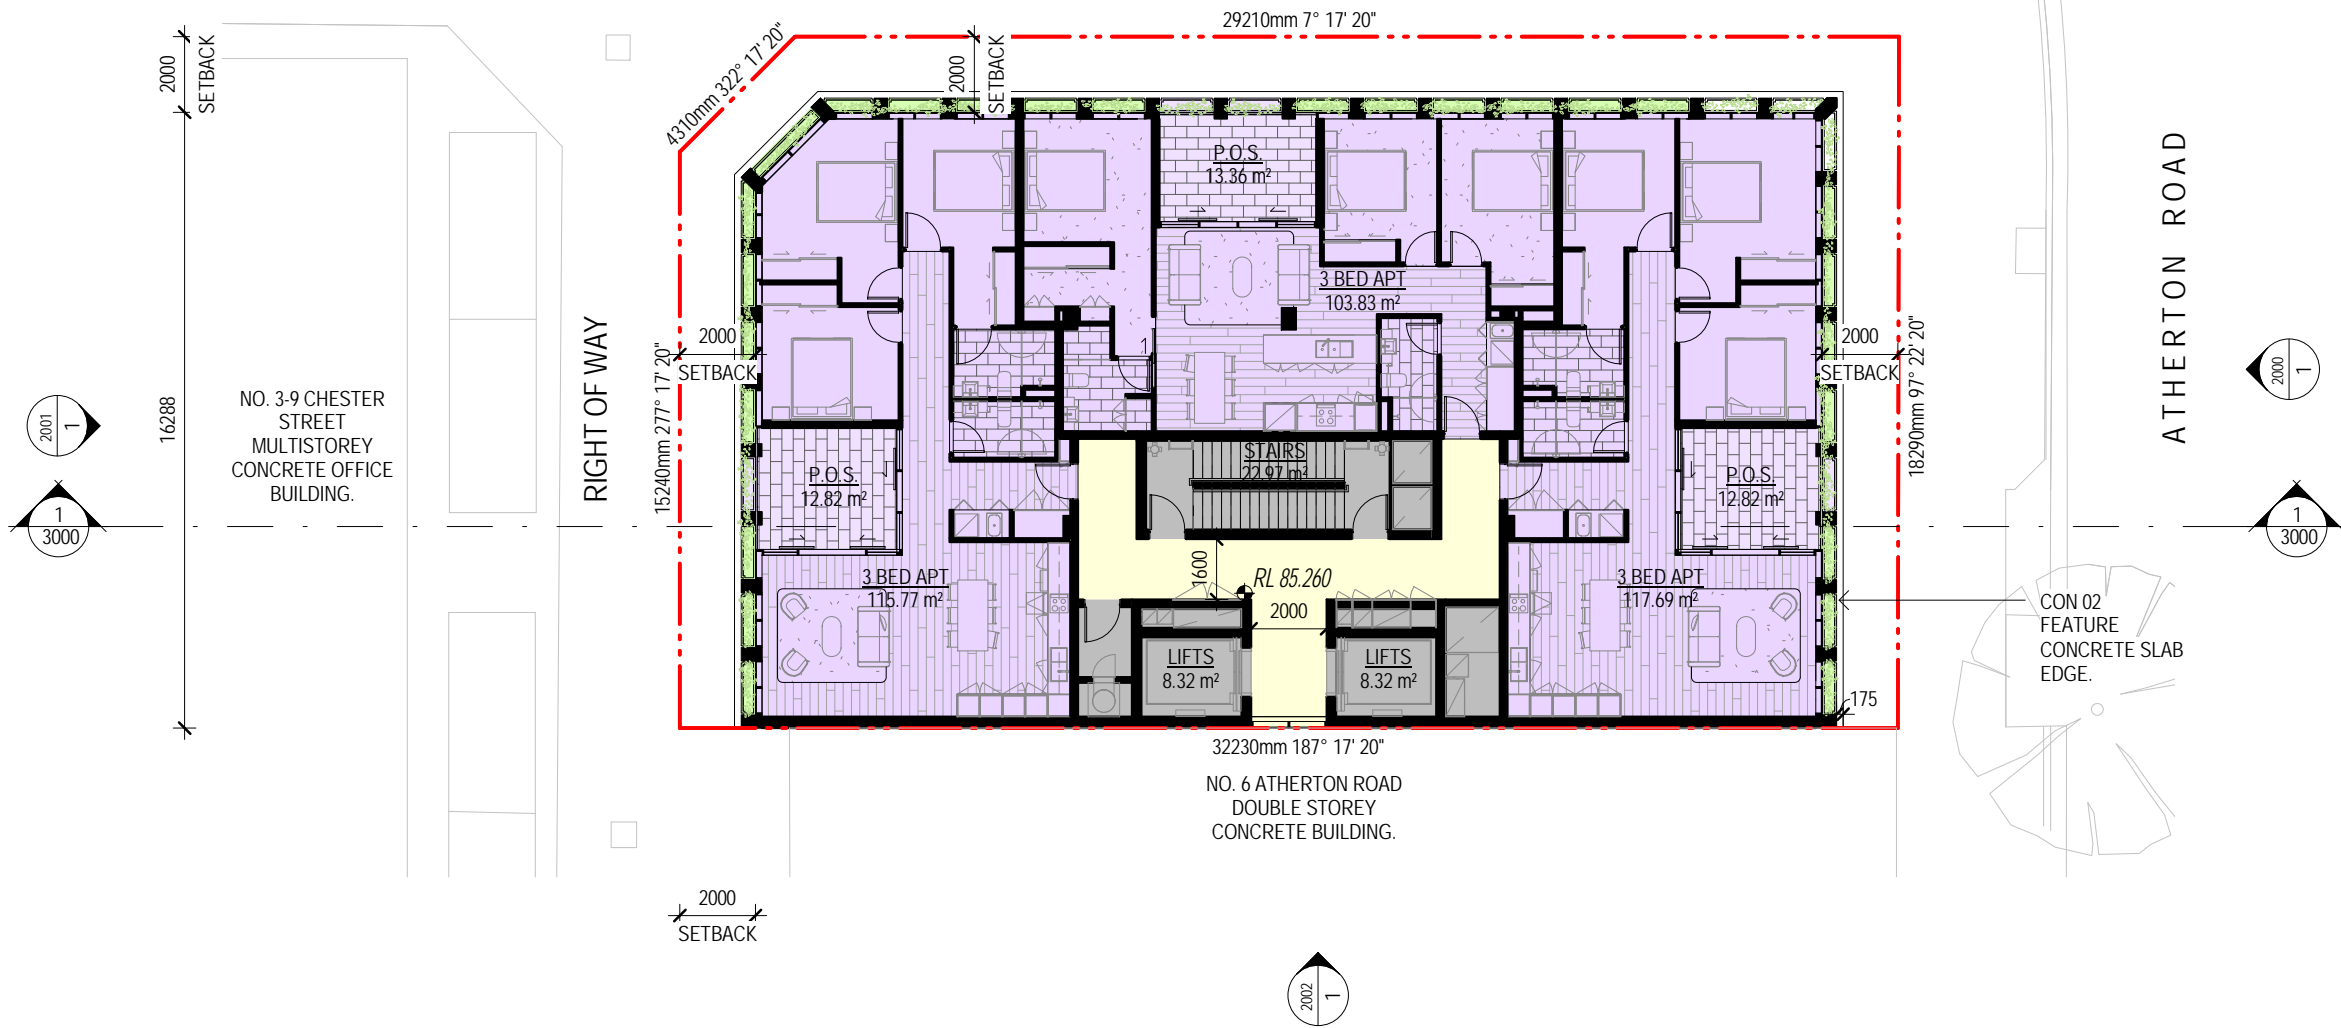 29210mm 7° 17' 20"
2000
SETBACK
2000
SETBACK
4310mm 322° 17' 20"
P.O.S.
13.36 m²
3 BED APT
103.83 m²
ATHERTON ROAD
RIGHT OF WAY
16288
NO. 3-9 CHESTER
STREET
MULTISTOREY
CONCRETE OFFICE
BUILDING.
2001
1
1
3000
15240mm 277° 17' 20"
2000
SETBACK
2000
SETBACK
18290mm 97° 22' 20"
2000
1
1
3000
STAIRS
22.97 m²
P.O.S.
12.82 m²
P.O.S.
12.82 m²
1600
RL 85.260
2000
3 BED APT
115.77 m²
3 BED APT
117.69 m²
LIFTS
8.32 m²
LIFTS
8.32 m²
CON 02
FEATURE
CONCRETE SLAB
EDGE.
175
32230mm 187° 17' 20"
NO. 6 ATHERTON ROAD
DOUBLE STOREY
CONCRETE BUILDING.
2000
SETBACK
2002
1